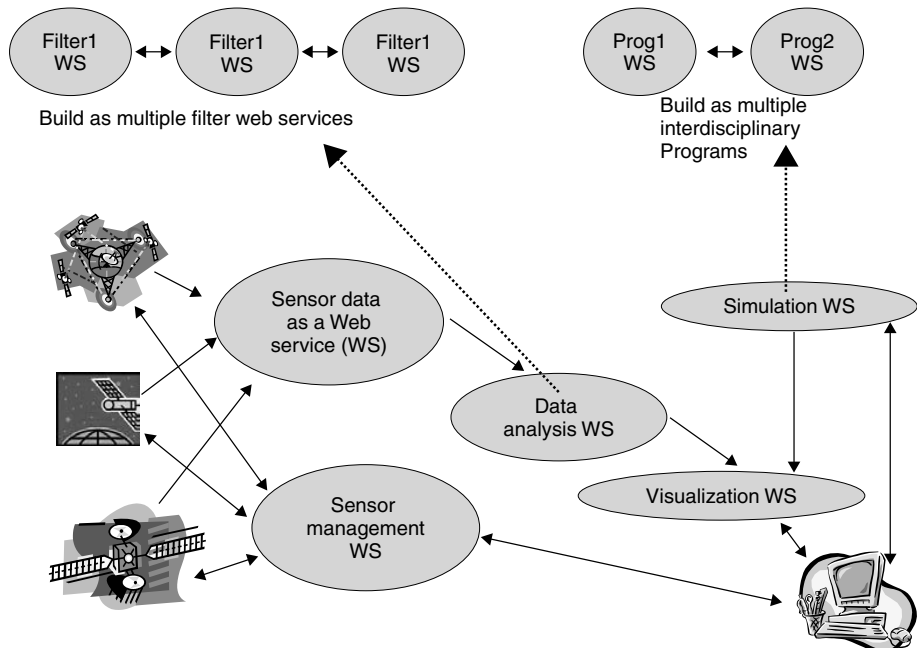 Filter1
WS
Filter1
WS
Filter1
WS
Prog1
WS
Prog2
WS
Build as multiple filter web services
Build as multiple
interdisciplinary
Programs
Sensor data
as a Web
service (WS)
Simulation WS
Data
analysis WS
Visualization WS
Sensor
management
WS